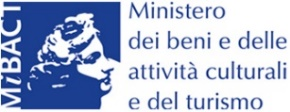 MiBACT
Ministero
dei beni e delle
attività culturali
e del turismo